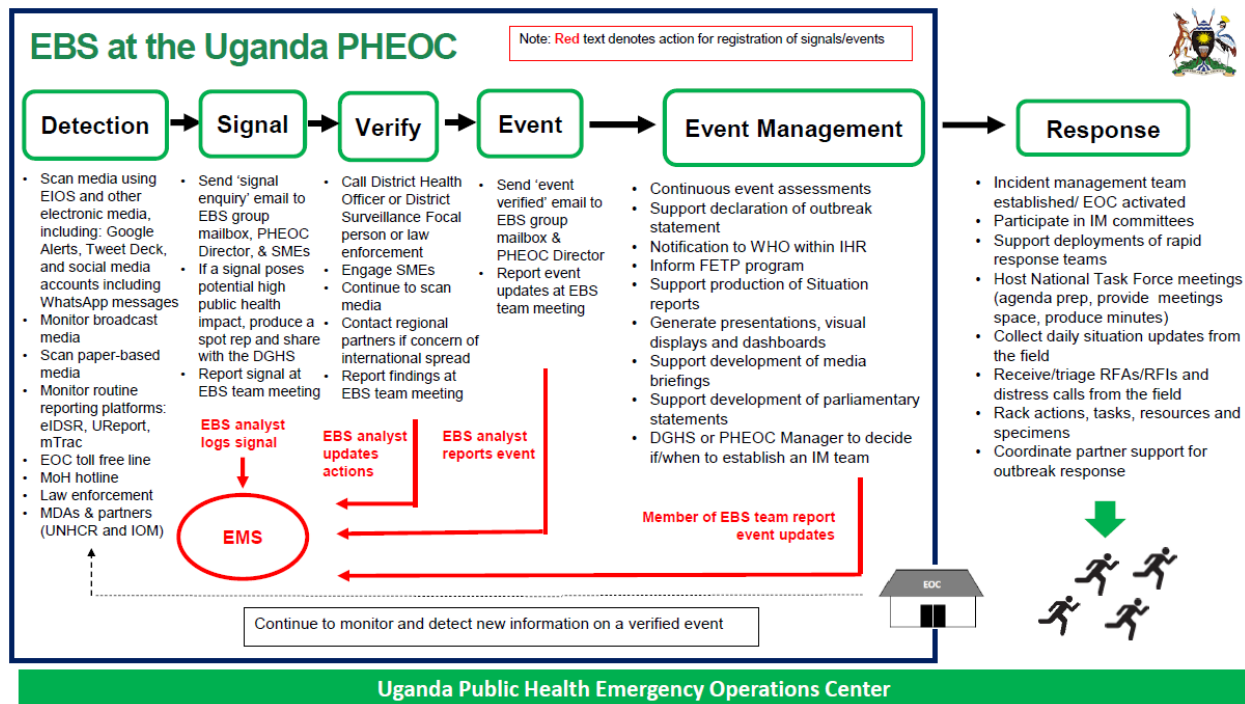 EBS at the Uganda PHEOC
Note: Red text denotes action for registration of signals/events
Detection
Signal
Verify
Event
Event Management
Response
• Scan media using
EIOS and other
electronic media,
including: Google
Alerts, Tweet Deck,
and social media
accounts including
WhatsApp messages
• Monitor broadcast
media
• Scan paper-based
media
• Monitor routine
reporting platforms:
eIDSR, UReport,
mTrac
• EOC toll free line
• MoH hotline
• Law enforcement
• MDAs & partners
(UNHCR and IOM)
• Send ‘signal
enquiry’ email to
EBS group
mailbox, PHEOC
Director, & SMEs
• If a signal poses
potential high
public health
impact, produce a
spot rep and share
with the DGHS
• Report signal at
EBS team meeting
EBS analyst
logs signal
EMS
• Call District Health
Officer or District
Surveillance Focal
person or law
enforcement
• Engage SMEs
• Continue to scan
media
• Contact regional
partners if concern of
international spread
• Report findings at
EBS team meeting
EBS analyst
updates
actions
• Send ‘event
verified’ email to
EBS group
mailbox &
PHEOC Director
• Report event
updates at EBS
team meeting
EBS analyst
reports event
• Continuous event assessments
• Support declaration of outbreak
statement
• Notification to WHO within IHR
• Inform FETP program
• Support production of Situation
reports
• Generate presentations, visual
displays and dashboards
• Support development of media
briefings
• Support development of parliamentary
statements
• DGHS or PHEOC Manager to decide
if/when to establish an IM team
Member of EBS team report
event updates
• Incident management team
established/ EOC activated
• Participate in IM committees
• Support deployments of rapid
response teams
• Host National Task Force meetings
(agenda prep, provide meetings
space, produce minutes)
• Collect daily situation updates from
the field
• Receive/triage RFAs/RFIs and
distress calls from the field
• Rack actions, tasks, resources and
specimens
• Coordinate partner support for
outbreak response
EOC
Continue to monitor and detect new information on a verified event
Uganda Public Health Emergency Operations Center